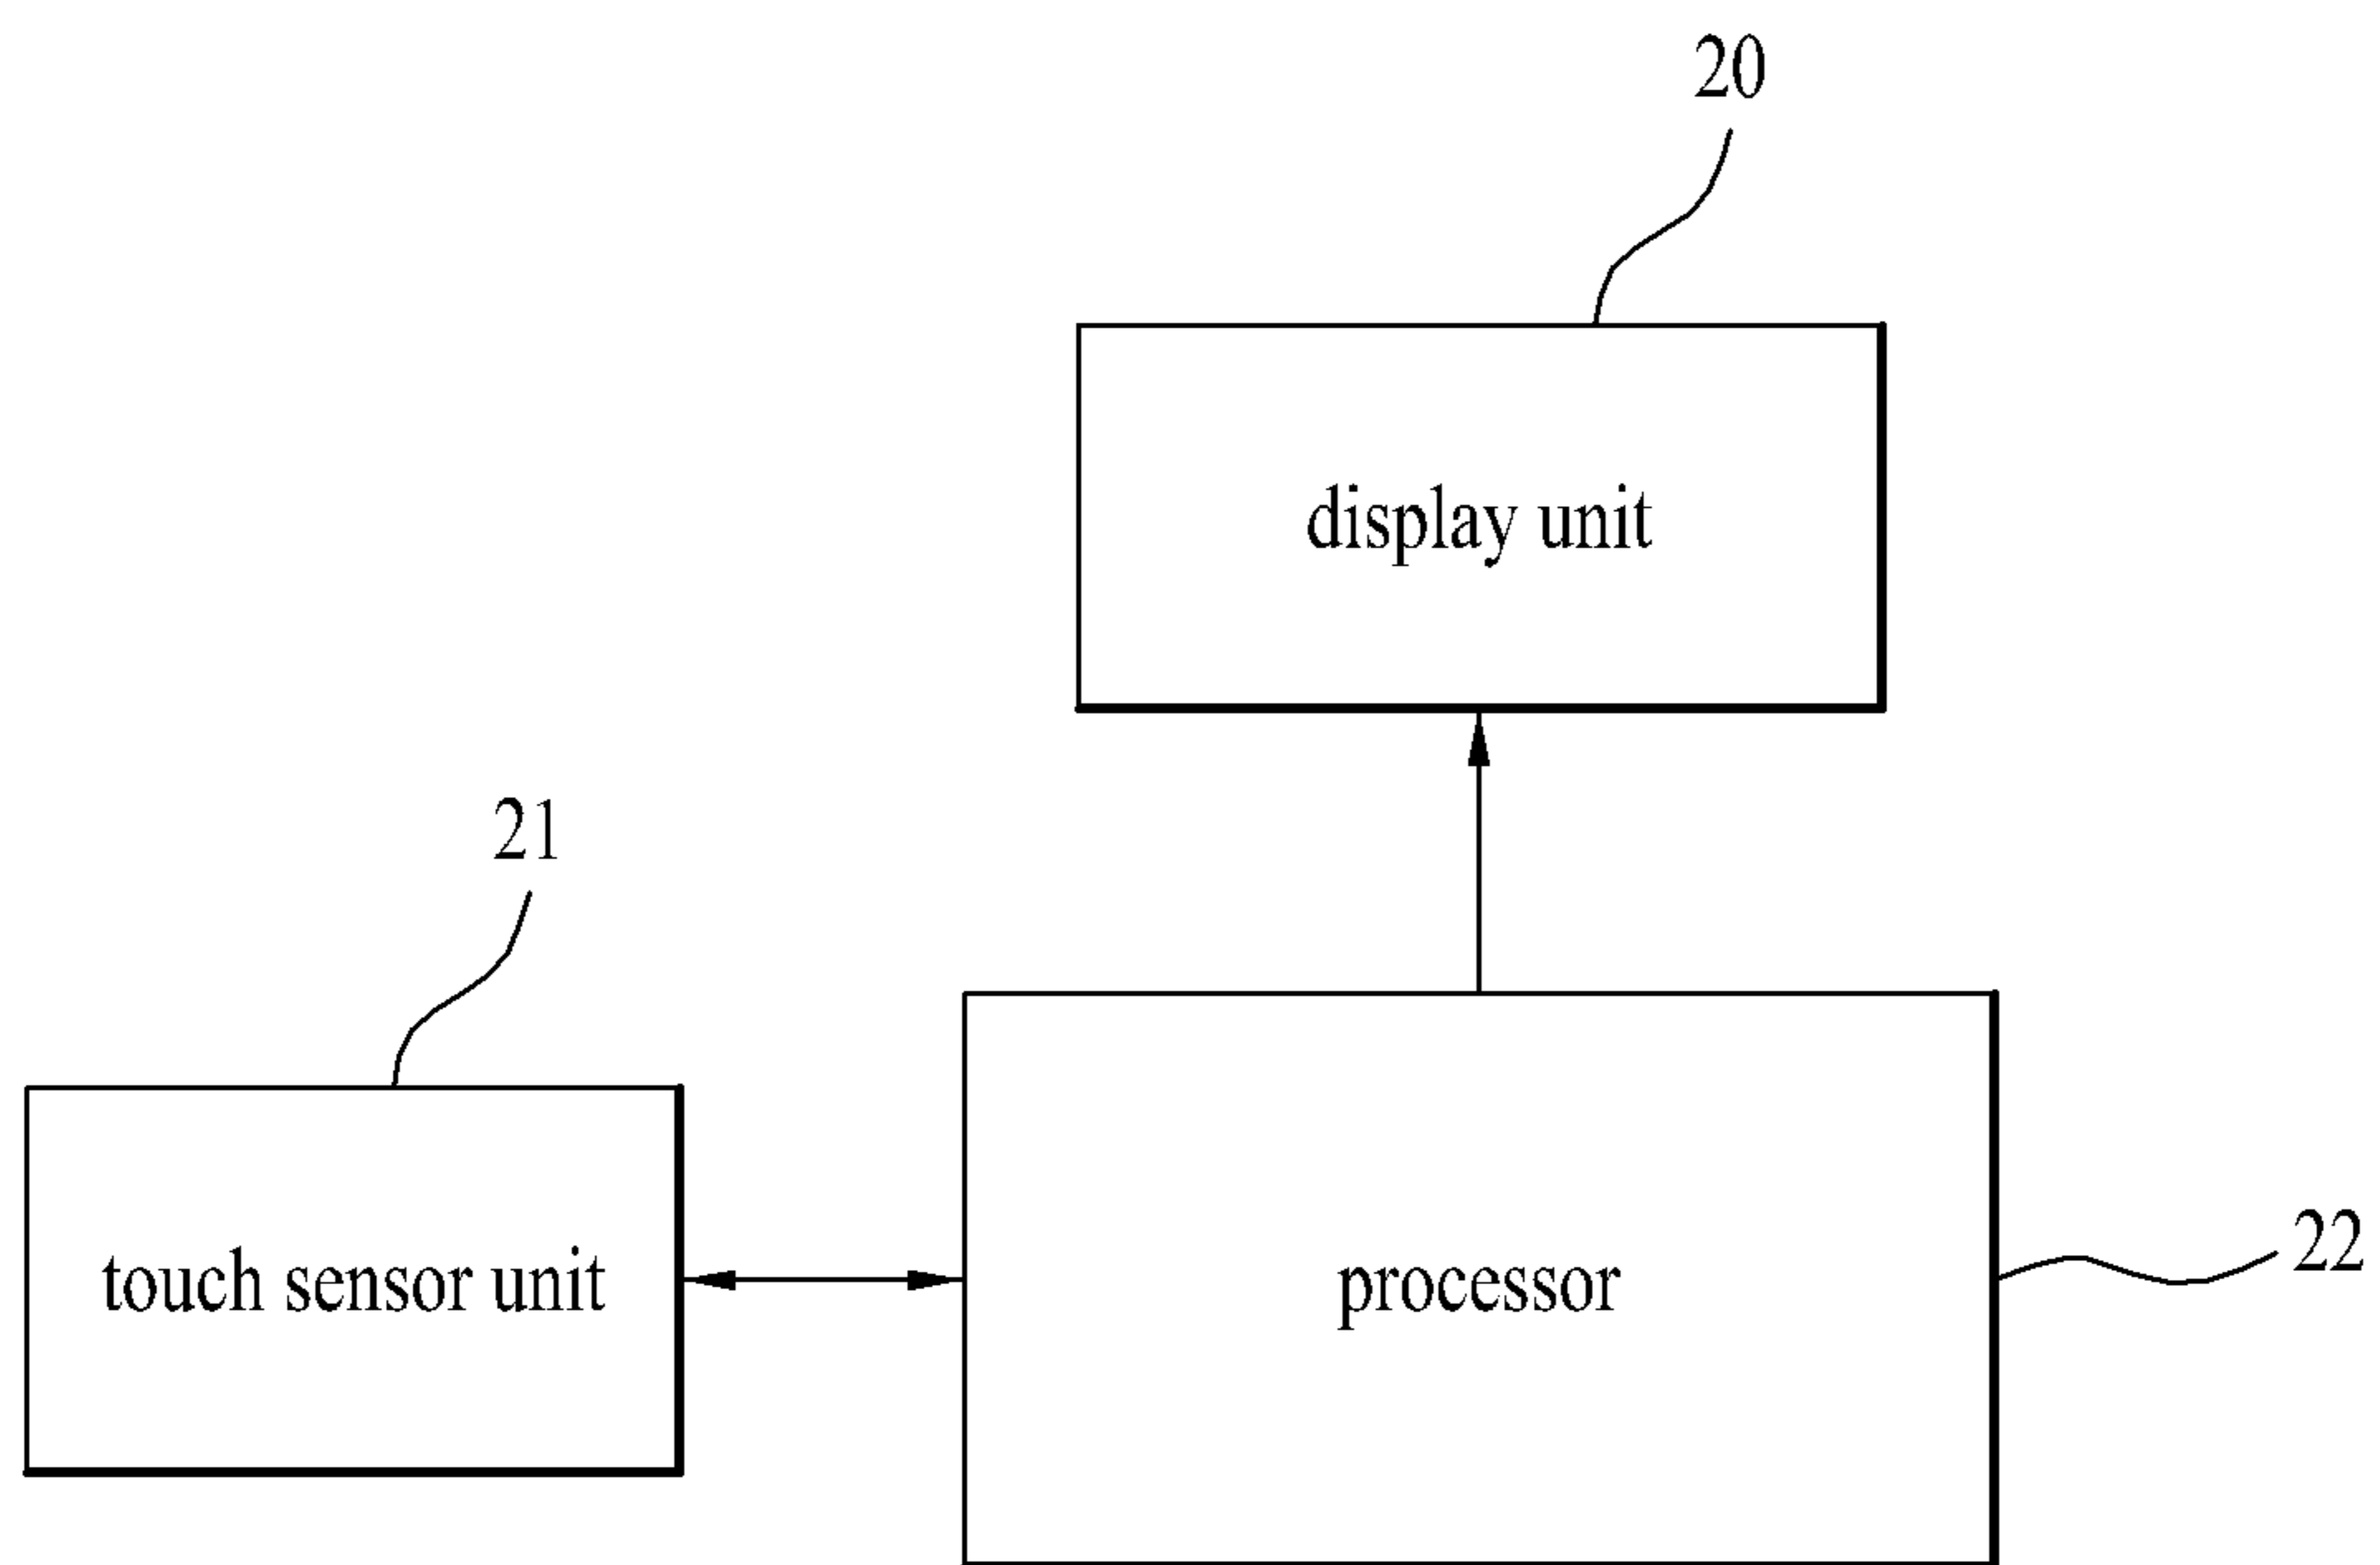 20
display unit
21
touch sensor unit
processor
22